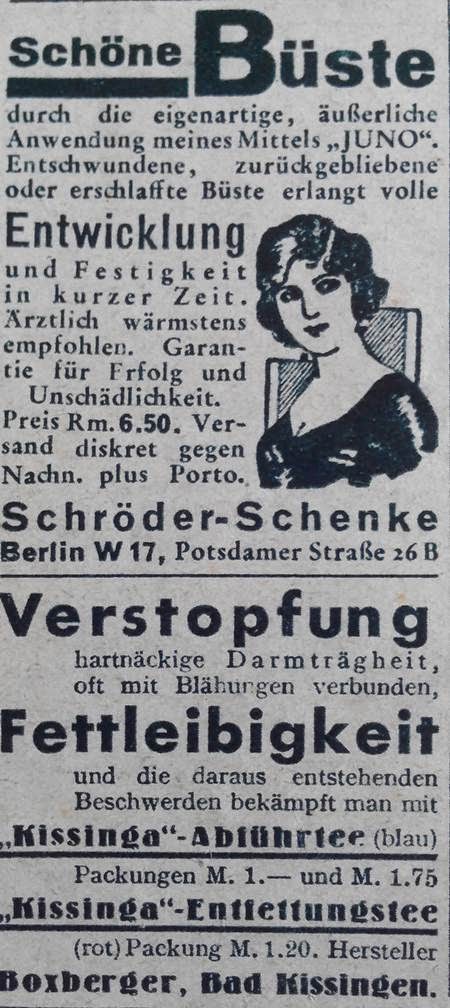 Schöne Büste
durch die eigenartige, äußerliche
Anwendung meines Mittels „JUNO“.
Entschwundene, zurückgebliebene
oder erschlaffte Büste erlangt volle
Entwicklung
und Festigkeit
in kurzer Zeit.
Ärztlich wärmstens
empfohlen. Garan-
tie für Erfolg und
Unschädlichkeit.
Preis Rm. 6.50. Ver-
sand diskret gegen
Nachn. plus Porto.
Schröder-Schenke
Berlin W 17, Potsdamer Straße 26 B
Verstopfung
hartnäckige Darmträgheit,
oft mit Blähungen verbunden,
Fettleibigkeit
und die daraus entstehenden
Beschwerden bekämpft man mit
„Kissinga“-Abführtee (blau)
Packungen M. 1.— und M. 1.75
„Kissinga“-Entfettungstee
(rot) Packung M. 1.20. Hersteller
Boxberger, Bad Kissingen.